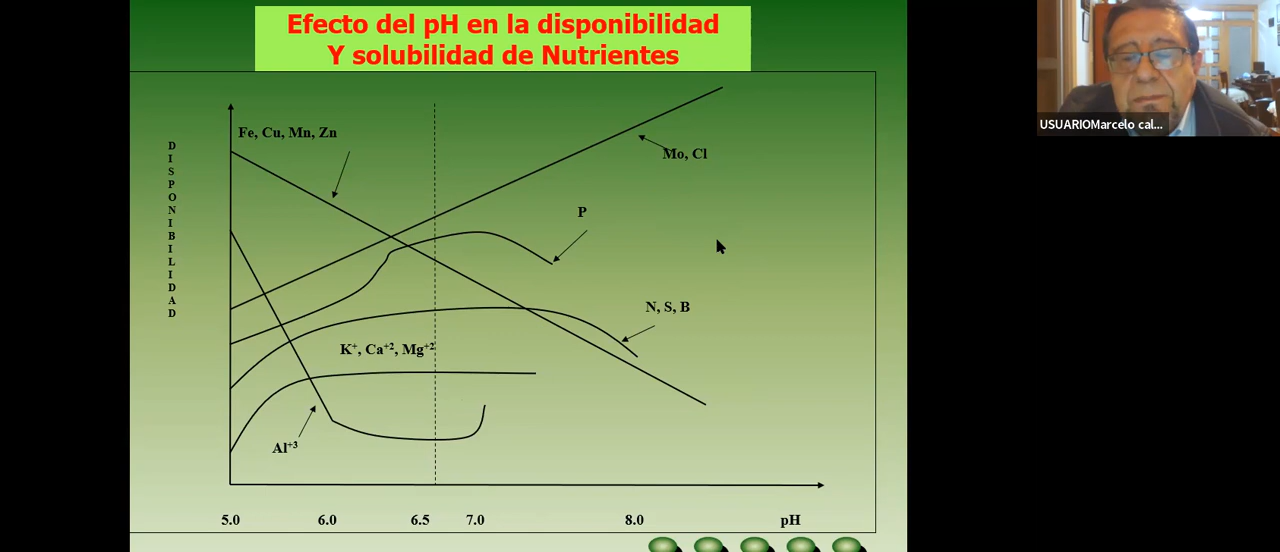 Efecto del pH en la disponibilidad
Y solubilidad de Nutrientes
USUARIOMarcelo cal...
DISPONIBILIDAD
Fe, Cu, Mn, Zn
Mo, Cl
P
N, S, B
K⁺, Ca⁺², Mg⁺²
Al⁺³
5.0 6.0 6.5 7.0 8.0 pH